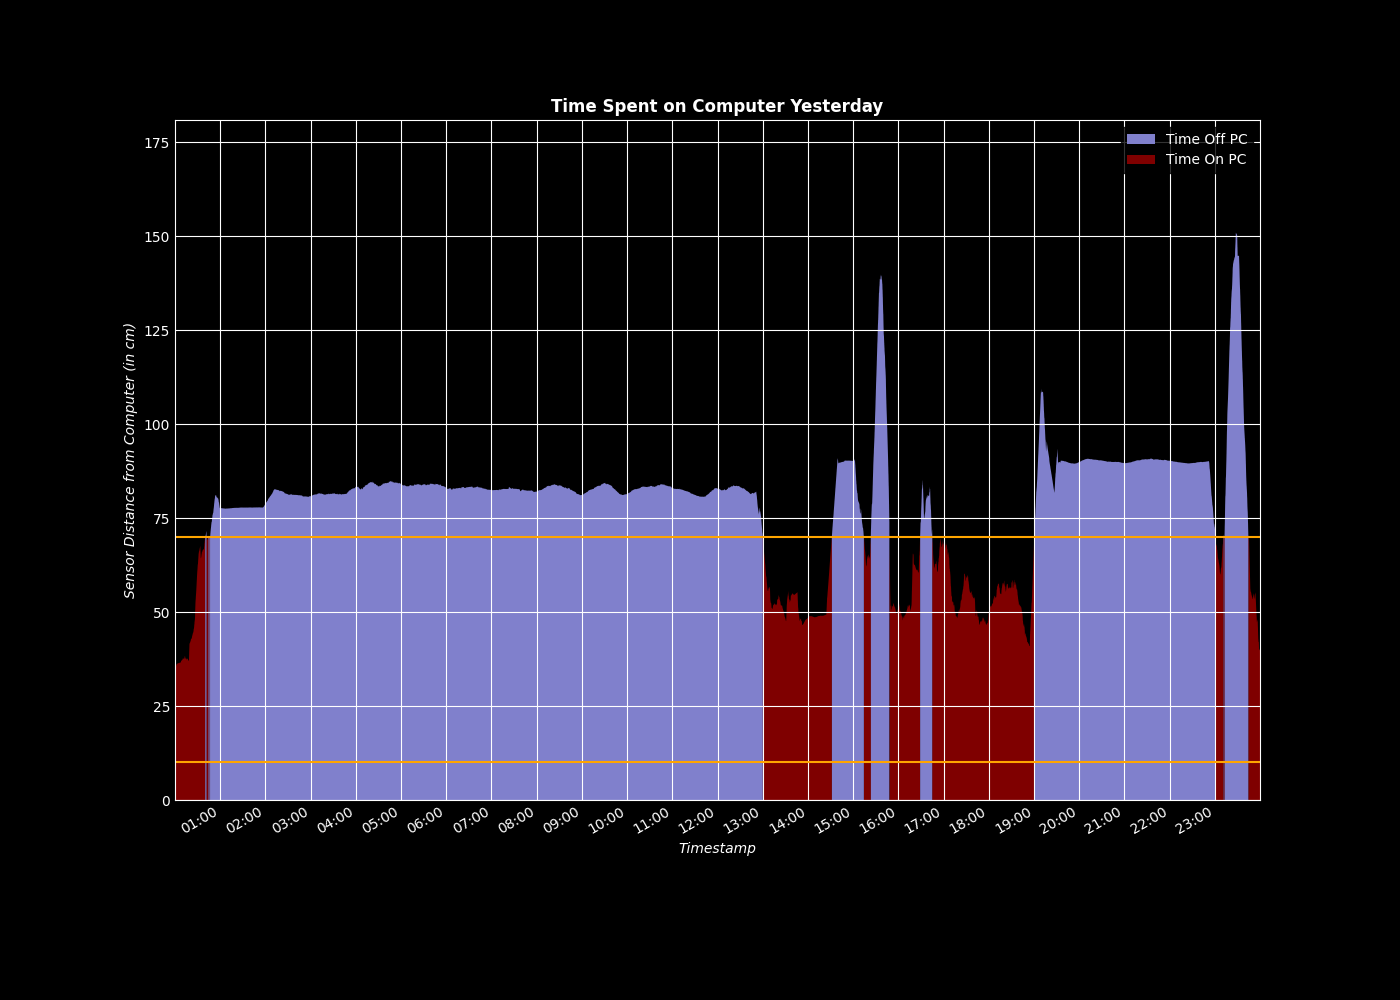 Time Spent on Computer Yesterday
Time Off PC
Time On PC
175
150
125
100
75
50
25
0
Sensor Distance from Computer (in cm)
01:00 02:00 03:00 04:00 05:00 06:00 07:00 08:00 09:00 10:00 11:00 12:00 13:00 14:00 15:00 16:00 17:00 18:00 19:00 20:00 21:00 22:00 23:00
Timestamp